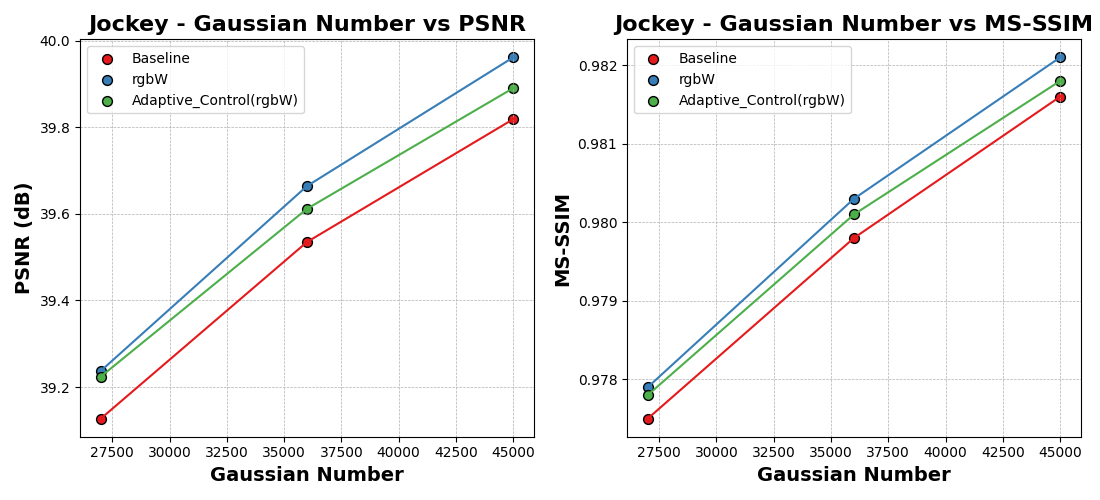 Jockey - Gaussian Number vs PSNR
40.0
39.8
39.6
39.4
39.2
PSNR (dB)
Baseline
rgbW
Adaptive_Control(rgbW)
27500 30000 32500 35000 37500 40000 42500 45000
Gaussian Number
Jockey - Gaussian Number vs MS-SSIM
0.982
0.981
0.980
0.979
0.978
MS-SSIM
Baseline
rgbW
Adaptive_Control(rgbW)
27500 30000 32500 35000 37500 40000 42500 45000
Gaussian Number